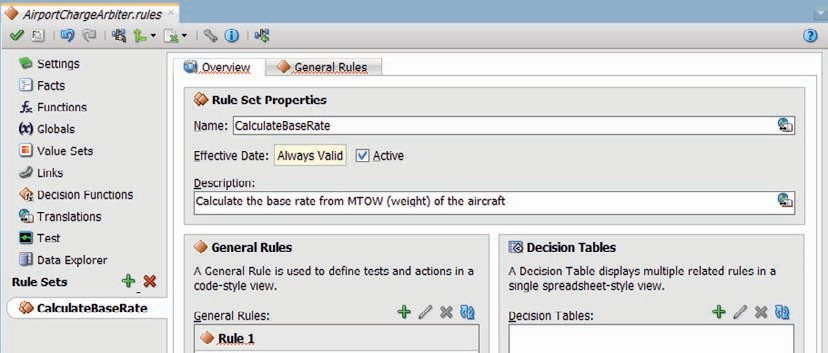 AirportChargeArbiter.rules
Settings
Facts
fx Functions
(x) Globals
Value Sets
Links
Decision Functions
Translations
Test
Data Explorer
Rule Sets
CalculateBaseRate
Overview
General Rules
Rule Set Properties
Name: CalculateBaseRate
Effective Date: Always Valid Active
Description:
Calculate the base rate from MTOW (weight) of the aircraft
General Rules
A General Rule is used to define tests and actions in a
code-style view.
General Rules:
Rule 1
Decision Tables
A Decision Table displays multiple related rules in a
single spreadsheet-style view.
Decision Tables: